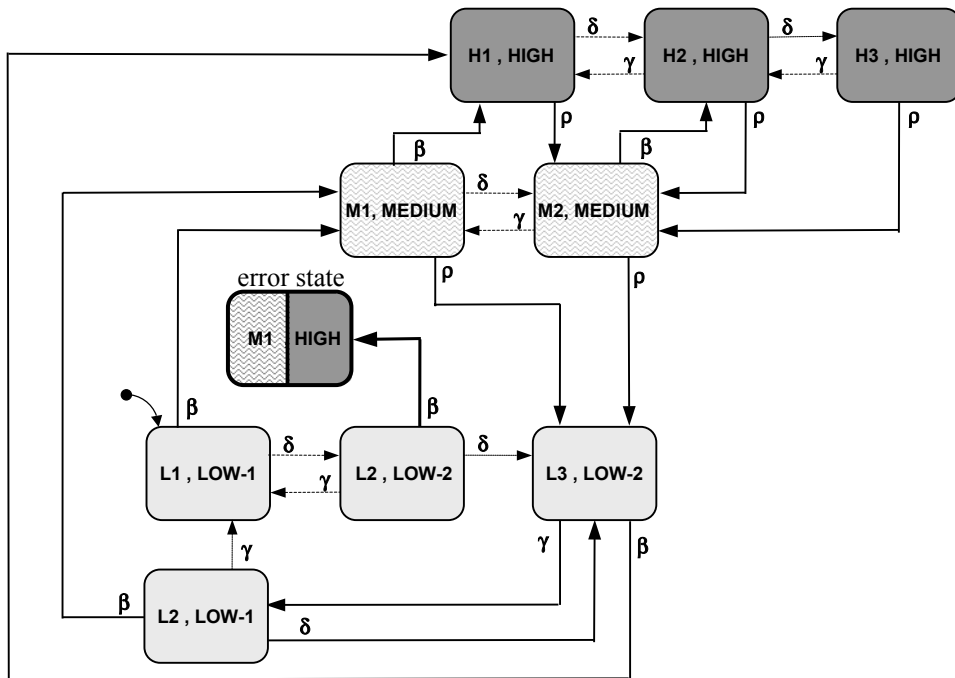 δ
δ
H1 , HIGH
H2 , HIGH
H3 , HIGH
γ
γ
ρ
ρ
ρ
β
β
δ
M1, MEDIUM
M2, MEDIUM
γ
ρ
ρ
error state
M1
HIGH
β
β
δ
δ
L1 , LOW-1
L2 , LOW-2
L3 , LOW-2
γ
γ
γ
β
β
L2 , LOW-1
δ